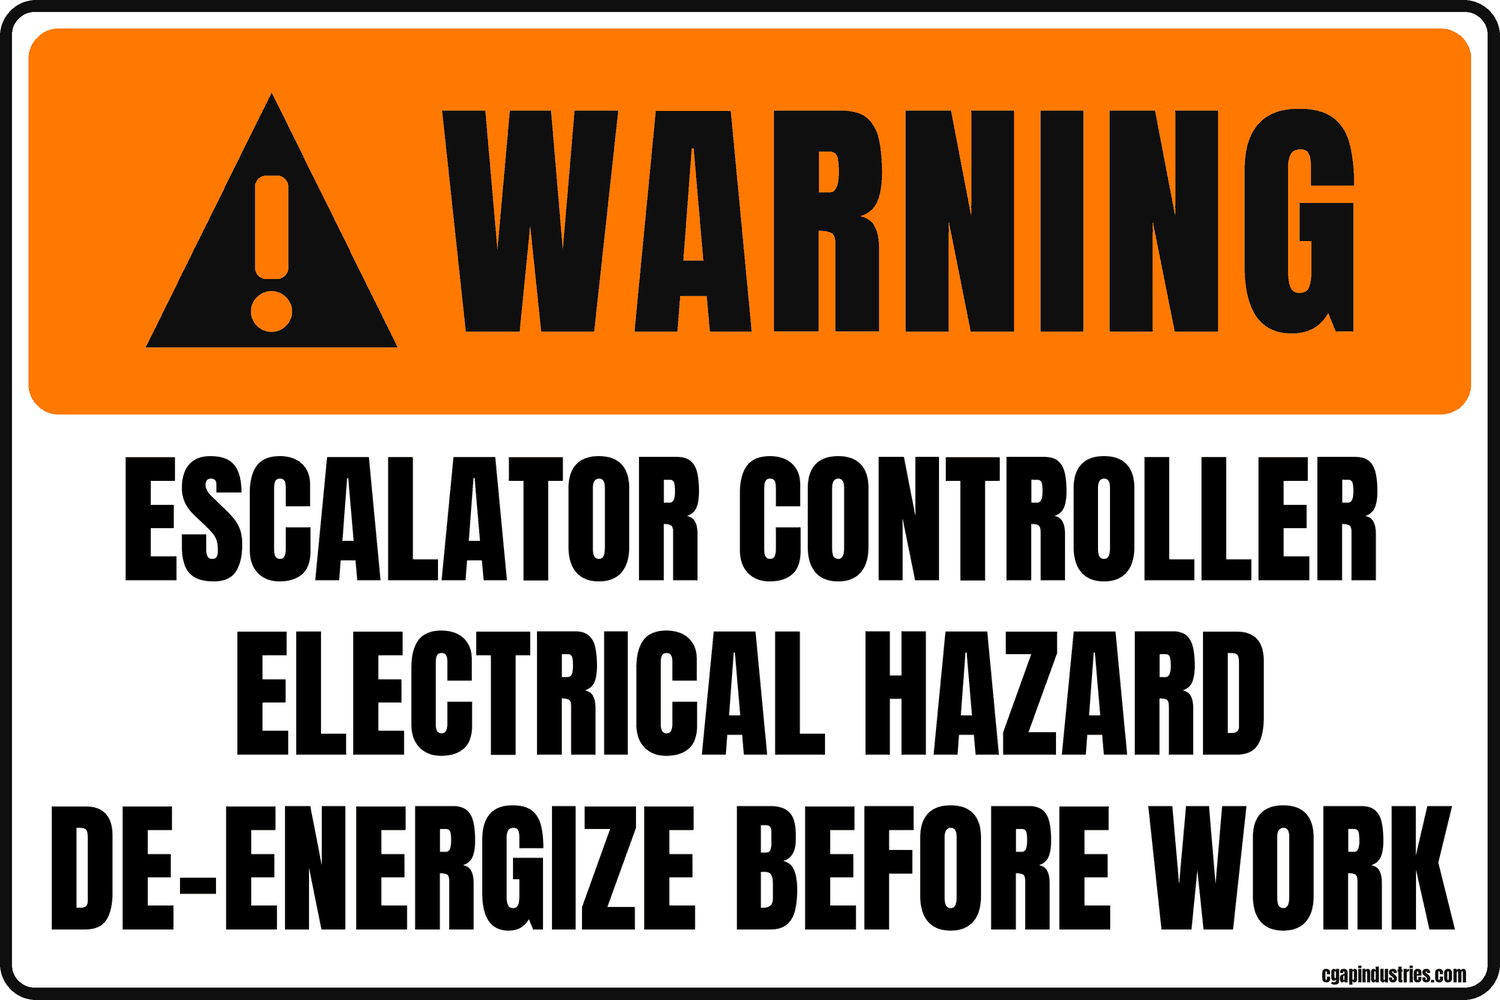 WARNING
ESCALATOR CONTROLLER
ELECTRICAL HAZARD
DE-ENERGIZE BEFORE WORK
cgapindustries.com